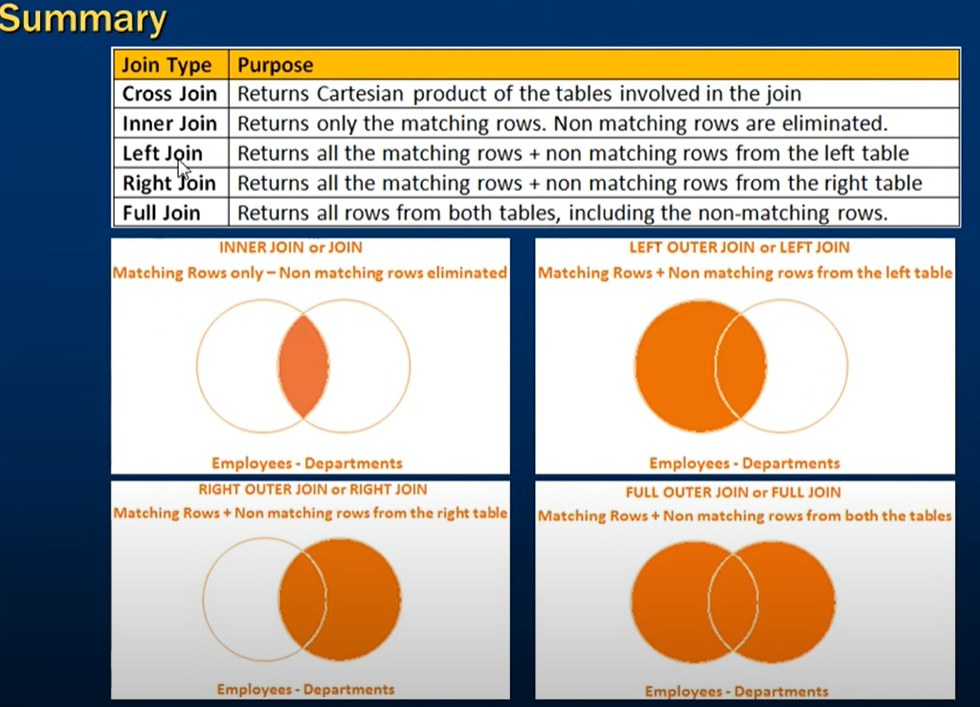 Summary
Join Type Purpose
Cross Join Returns Cartesian product of the tables involved in the join
Inner Join Returns only the matching rows. Non matching rows are eliminated.
Left Join Returns all the matching rows + non matching rows from the left table
Right Join Returns all the matching rows + non matching rows from the right table
Full Join Returns all rows from both tables, including the non-matching rows.
INNER JOIN or JOIN
Matching Rows only – Non matching rows eliminated
Employees - Departments
LEFT OUTER JOIN or LEFT JOIN
Matching Rows + Non matching rows from the left table
Employees - Departments
RIGHT OUTER JOIN or RIGHT JOIN
Matching Rows + Non matching rows from the right table
Employees - Departments
FULL OUTER JOIN or FULL JOIN
Matching Rows + Non matching rows from both the tables
Employees - Departments